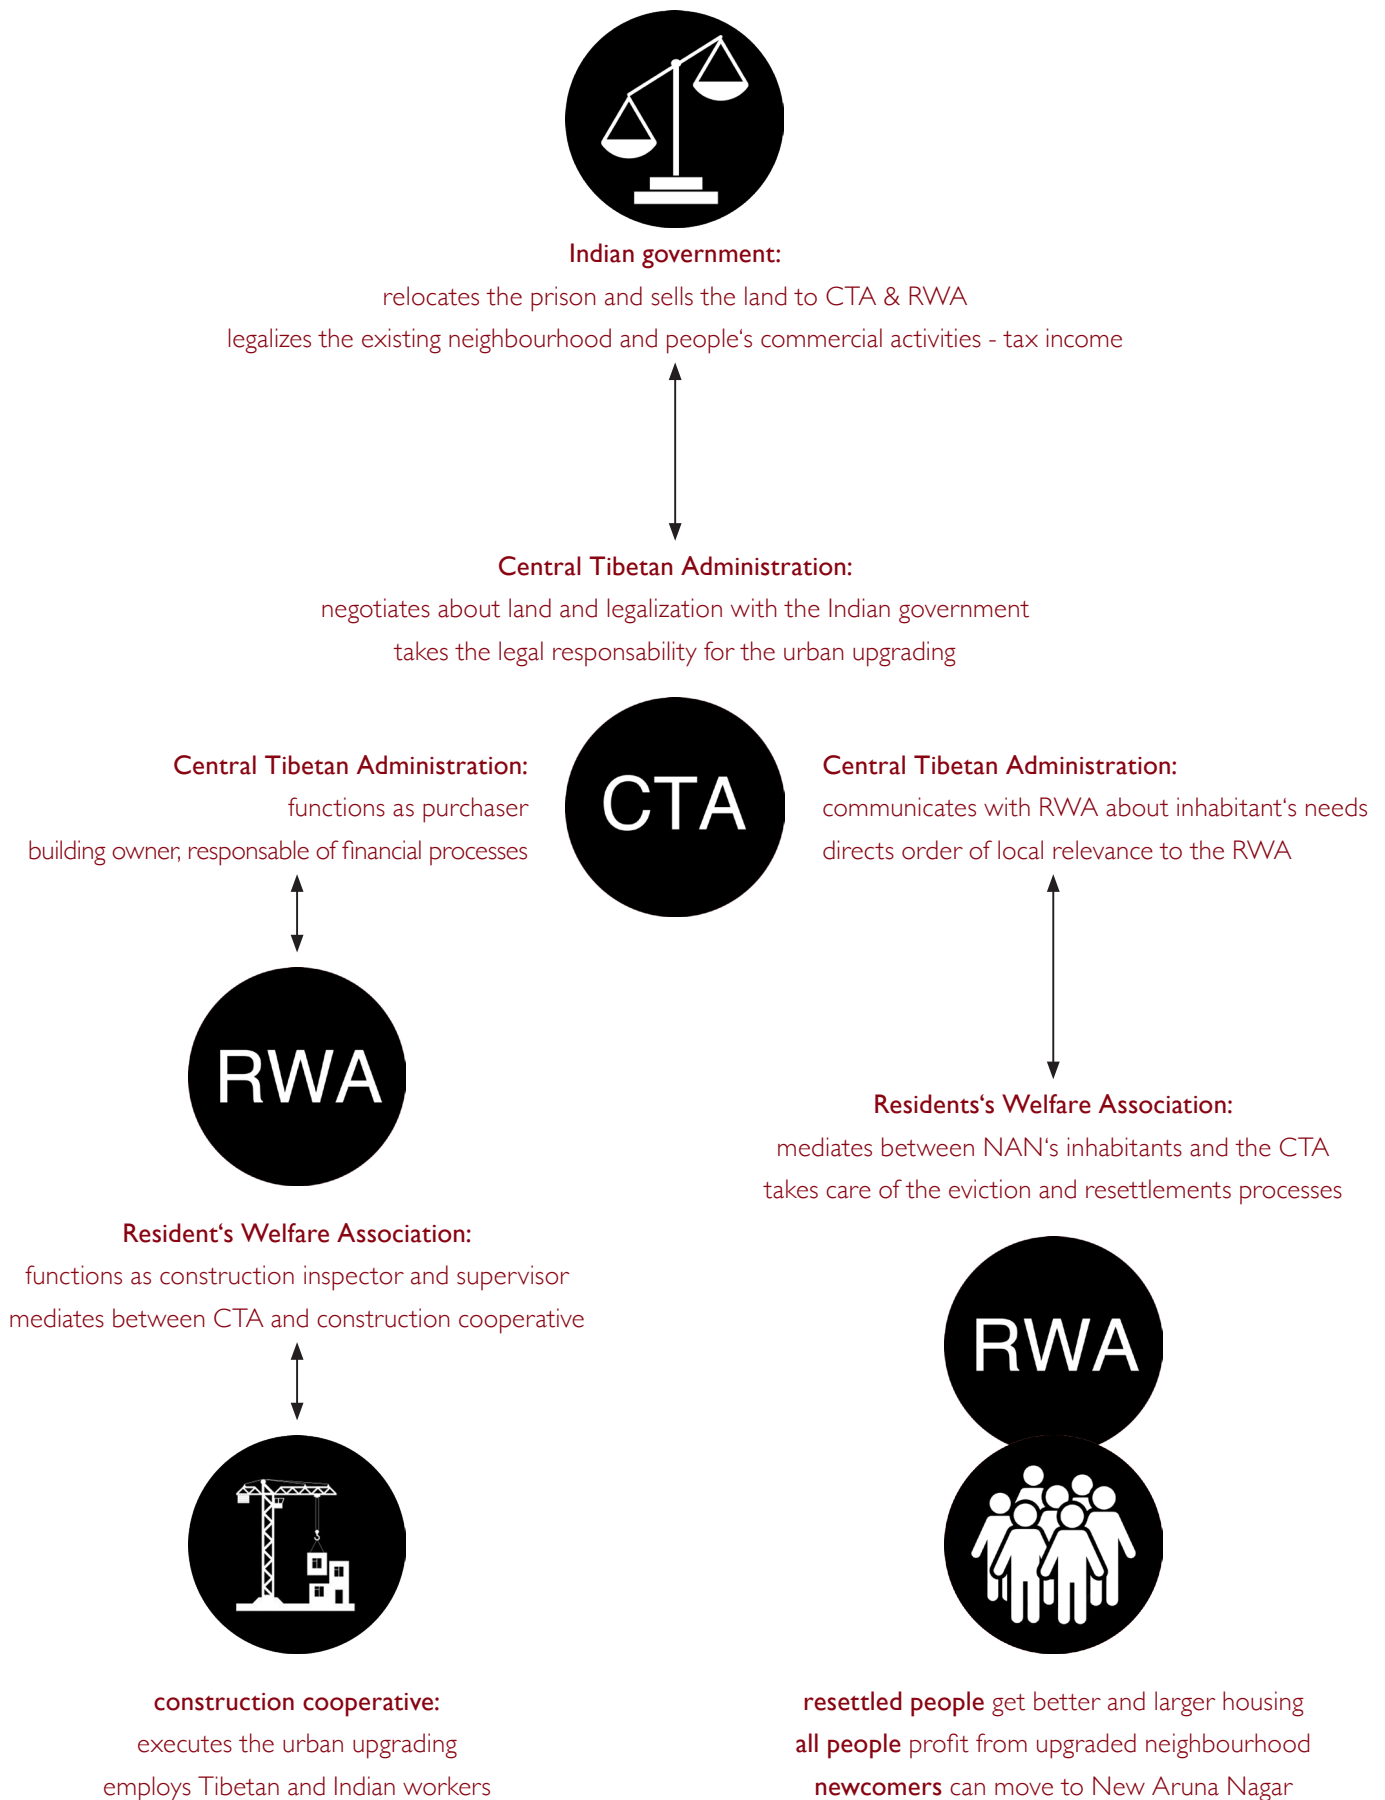 Indian government:
relocates the prison and sells the land to CTA & RWA
legalizes the existing neighbourhood and people‘s commercial activities - tax income
Central Tibetan Administration:
negotiates about land and legalization with the Indian government
takes the legal responsability for the urban upgrading
CTA
Central Tibetan Administration:
functions as purchaser
building owner, responsable of financial processes
Central Tibetan Administration:
communicates with RWA about inhabitant‘s needs
directs order of local relevance to the RWA
RWA
Resident‘s Welfare Association:
functions as construction inspector and supervisor
mediates between CTA and construction cooperative
Residents‘s Welfare Association:
mediates between NAN‘s inhabitants and the CTA
takes care of the eviction and resettlements processes
RWA
construction cooperative:
executes the urban upgrading
employs Tibetan and Indian workers
resettled people get better and larger housing
all people profit from upgraded neighbourhood
newcomers can move to New Aruna Nagar